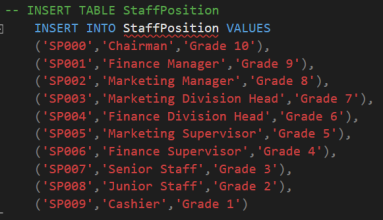 -- INSERT TABLE StaffPosition
INSERT INTO StaffPosition VALUES
('SP000','Chairman','Grade 10'),
('SP001','Finance Manager','Grade 9'),
('SP002','Marketing Manager','Grade 8'),
('SP003','Marketing Division Head','Grade 7'),
('SP004','Finance Division Head','Grade 6'),
('SP005','Marketing Supervisor','Grade 5'),
('SP006','Finance Supervisor','Grade 4'),
('SP007','Senior Staff','Grade 3'),
('SP008','Junior Staff','Grade 2'),
('SP009','Cashier','Grade 1')